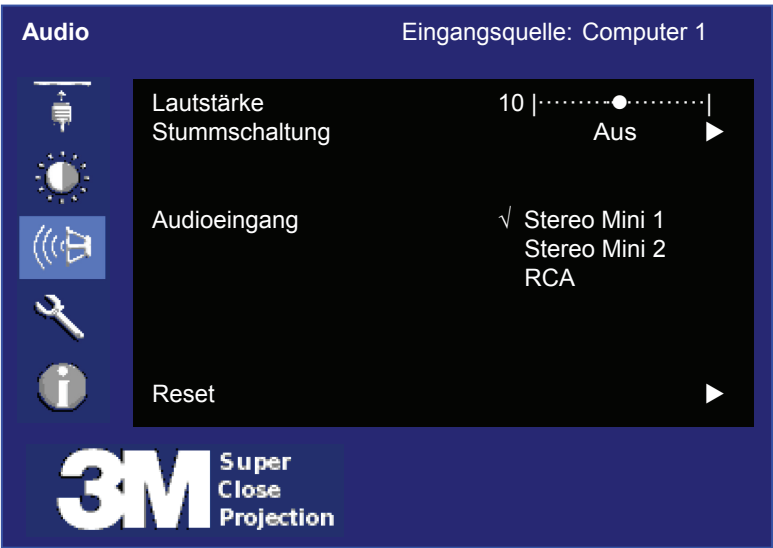 Audio Eingangsquelle: Computer 1
Lautstärke 10 |·········●··········|
Stummschaltung Aus ▶
Audioeingang √ Stereo Mini 1
Stereo Mini 2
RCA
Reset ▶
3M Super
Close
Projection